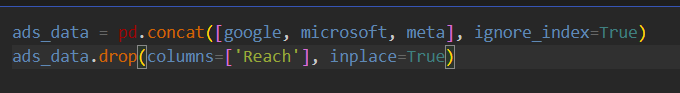 ads_data = pd.concat([google, microsoft, meta], ignore_index=True)
ads_data.drop(columns=['Reach'], inplace=True)